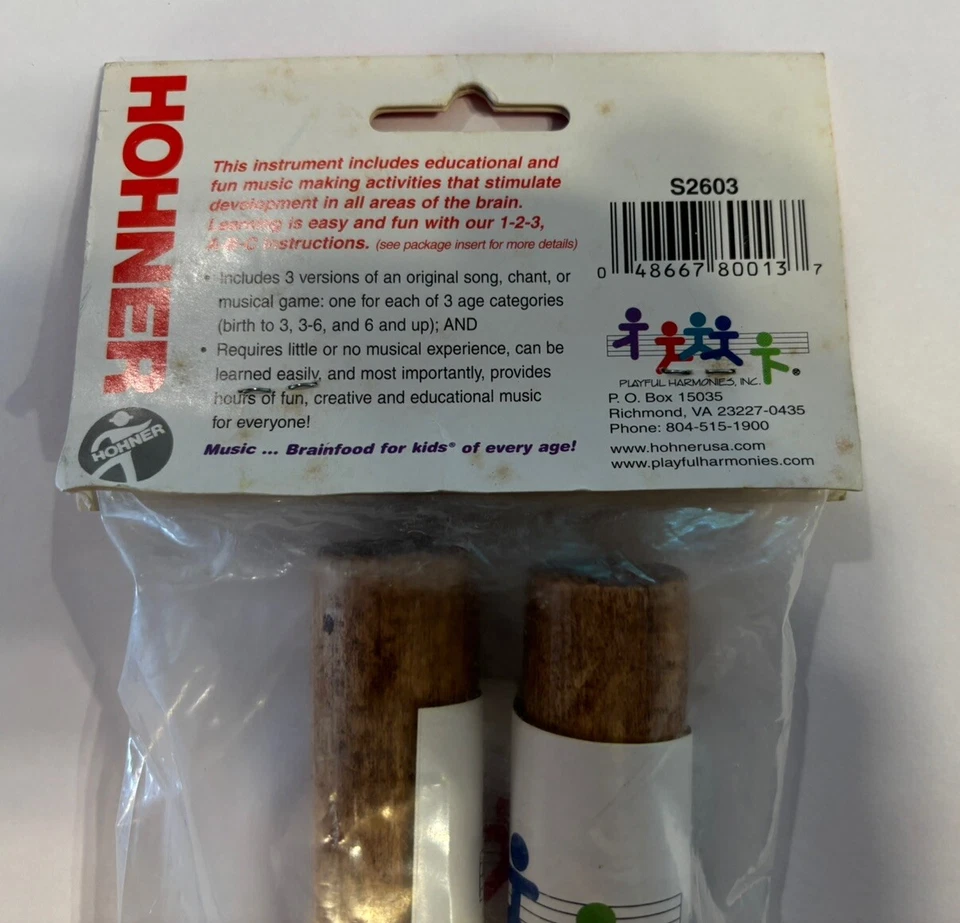 HOHNER
This instrument includes educational and
fun music making activities that stimulate
development in all areas of the brain.
Learning is easy and fun with our 1-2-3,
A-B-C instructions. (see package insert for more details)
• Includes 3 versions of an original song, chant, or
musical game: one for each of 3 age categories
(birth to 3, 3-6, and 6 and up); AND
• Requires little or no musical experience, can be
learned easily, and most importantly, provides
hours of fun, creative and educational music
for everyone!
Music ... Brainfood for kids® of every age!
HOHNER
S2603
0 48667 80013 7
PLAYFUL HARMONIES, INC. ®
P. O. Box 15035
Richmond, VA 23227-0435
Phone: 804-515-1900
www.hohnerusa.com
www.playfulharmonies.com